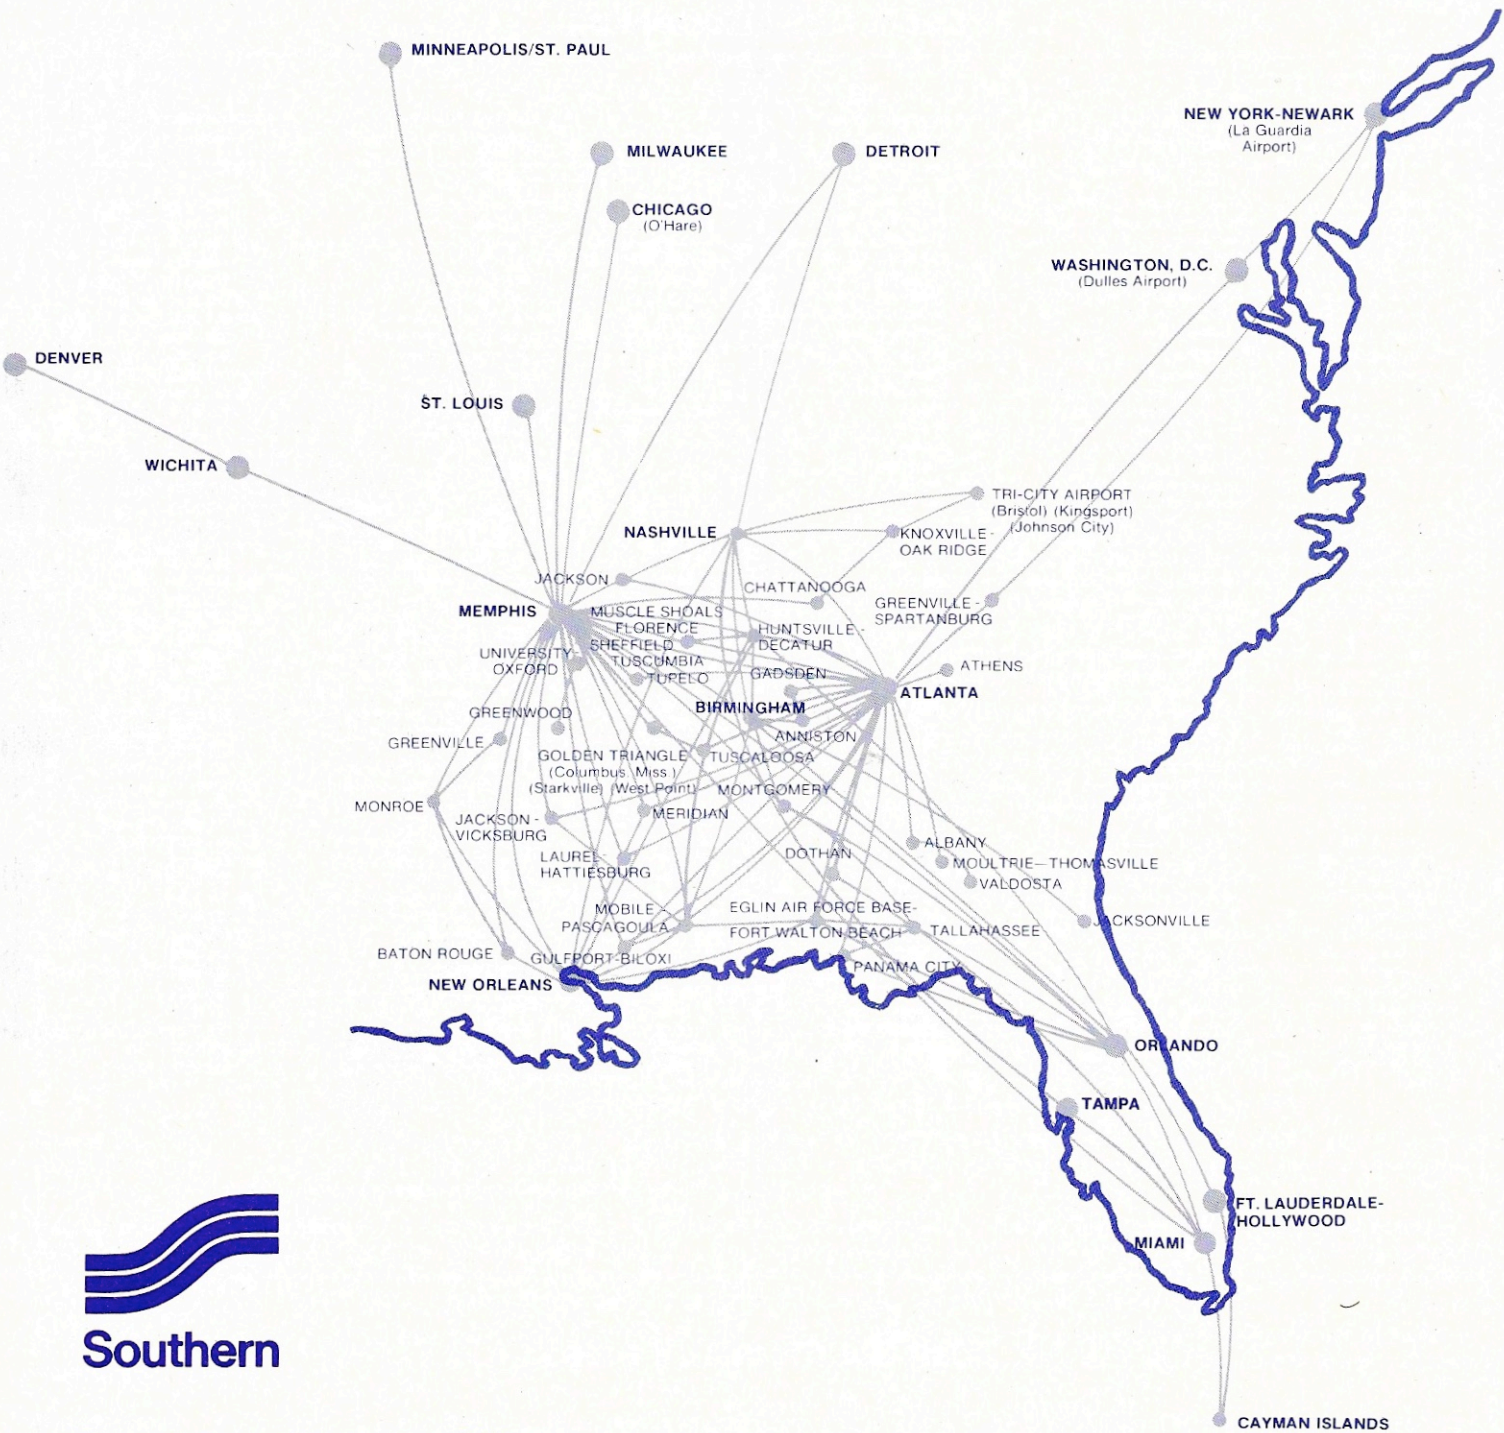 MINNEAPOLIS/ST. PAUL
NEW YORK-NEWARK
(La Guardia
Airport)
MILWAUKEE
DETROIT
CHICAGO
(O'Hare)
WASHINGTON, D.C.
(Dulles Airport)
DENVER
ST. LOUIS
WICHITA
TRI-CITY AIRPORT
(Bristol) (Kingsport)
(Johnson City)
NASHVILLE
KNOXVILLE-
OAK RIDGE
JACKSON
CHATTANOOGA
GREENVILLE-
SPARTANBURG
MEMPHIS
MUSCLE SHOALS
FLORENCE
SHEFFIELD
TUSCUMBIA
HUNTSVILLE-
DECATUR
UNIVERSITY-
OXFORD
TUPELO
GADSDEN
ATHENS
ATLANTA
BIRMINGHAM
GREENWOOD
ANNISTON
GREENVILLE
GOLDEN TRIANGLE
(Columbus, Miss.)
(Starkville) (West Point)
TUSCALOOSA
MONTGOMERY
MONROE
JACKSON-
VICKSBURG
MERIDIAN
ALBANY
LAUREL-
HATTIESBURG
DOTHAN
MOULTRIE-THOMASVILLE
VALDOSTA
MOBILE-
PASCAGOULA
EGLIN AIR FORCE BASE-
FORT WALTON BEACH
TALLAHASSEE
JACKSONVILLE
BATON ROUGE
GULFPORT-BILOXI
PANAMA CITY
NEW ORLEANS
ORLANDO
TAMPA
FT. LAUDERDALE-
HOLLYWOOD
MIAMI
Southern
CAYMAN ISLANDS